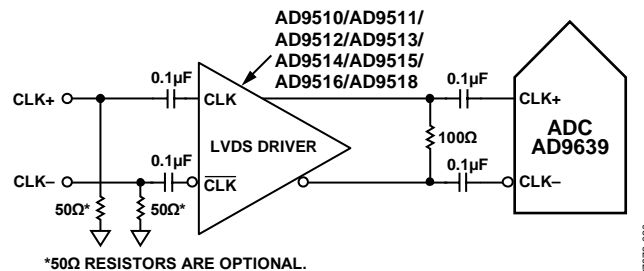 AD9510/AD9511/
AD9512/AD9513/
AD9514/AD9515/
AD9516/AD9518
0.1µF
0.1µF
CLK+
CLK
CLK+
LVDS DRIVER
100Ω
ADC
AD9639
0.1µF
0.1µF
CLK–
CLK
CLK–
50Ω*
50Ω*
*50Ω RESISTORS ARE OPTIONAL.